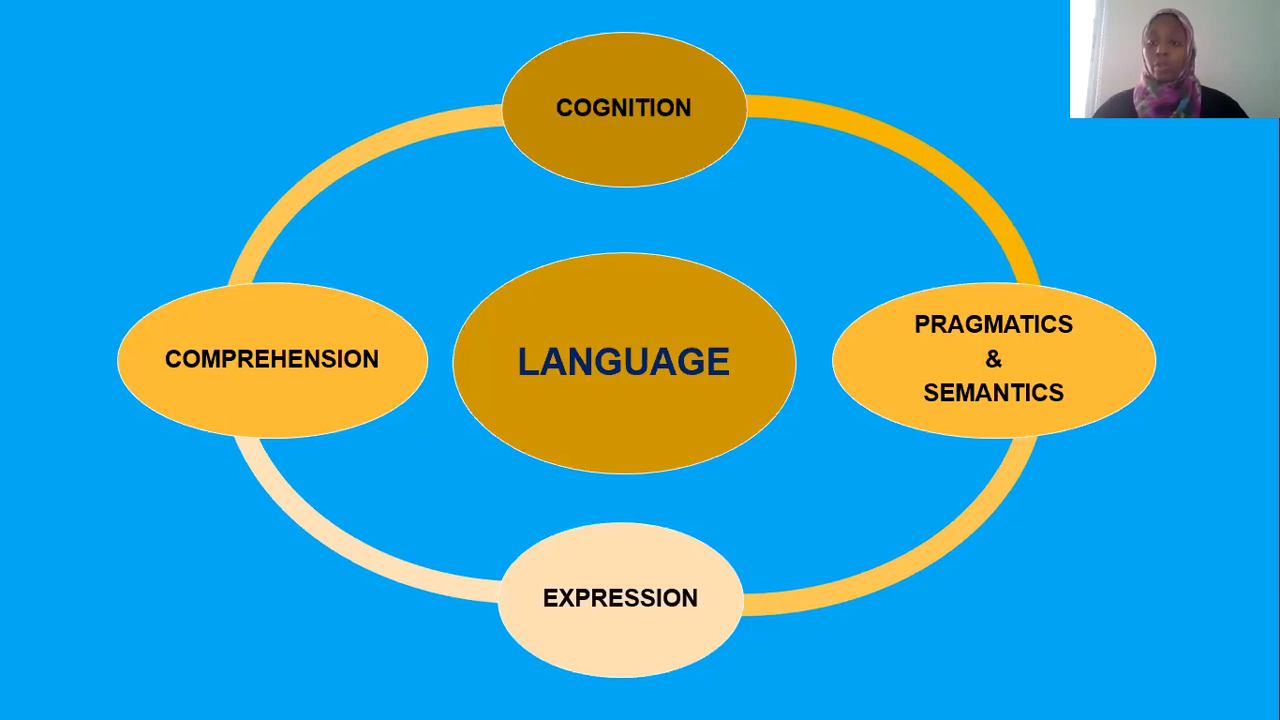 COGNITION
COMPREHENSION
LANGUAGE
PRAGMATICS
&
SEMANTICS
EXPRESSION